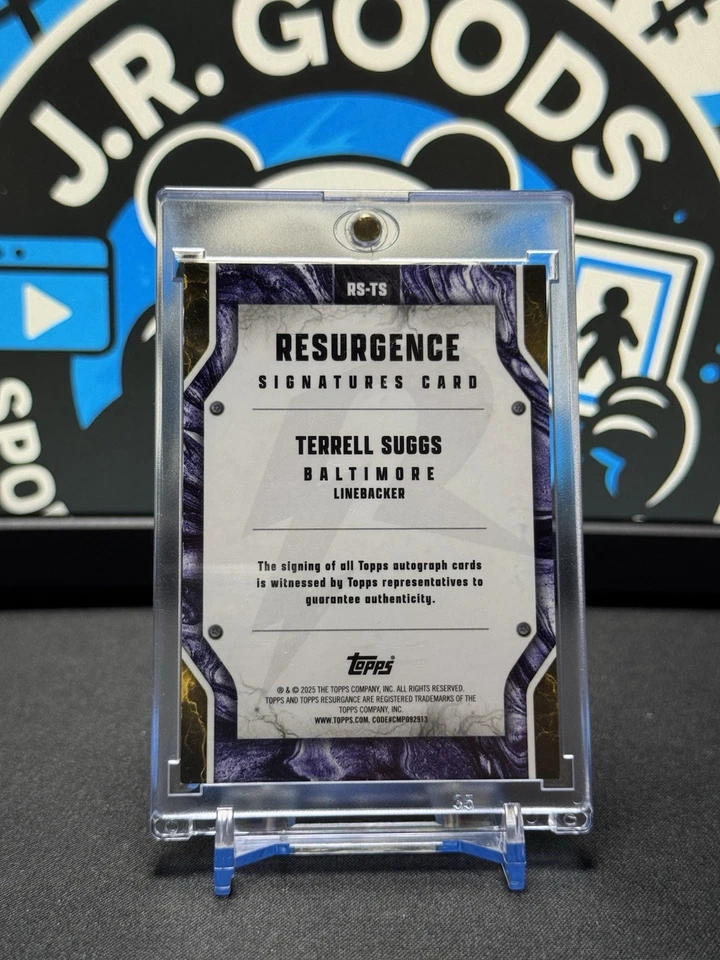 J.R. GOODS
SPO
RS-TS
RESURGENCE
SIGNATURES CARD
TERRELL SUGGS
BALTIMORE
LINEBACKER
The signing of all Topps autograph cards
is witnessed by Topps representatives to
guarantee authenticity.
Topps
® & © 2025 THE TOPPS COMPANY, INC. ALL RIGHTS RESERVED.
TOPPS AND TOPPS RESURGANCE ARE REGISTERED TRADEMARKS OF THE
TOPPS COMPANY, INC.
WWW.TOPPS.COM. CODE#CMP092913
35